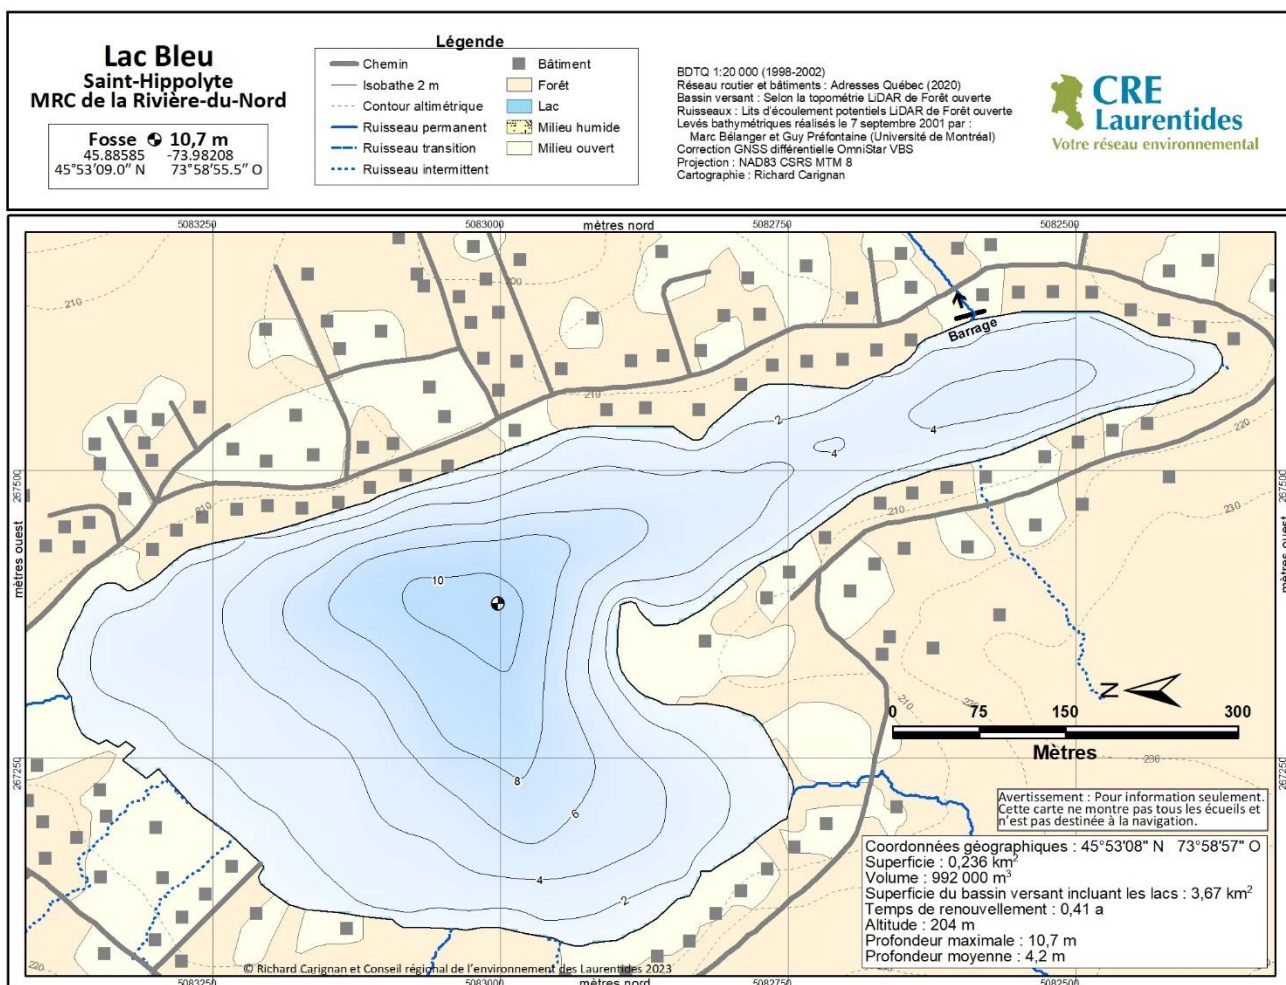 Lac Bleu
Saint-Hippolyte
MRC de la Rivière-du-Nord
Fosse 10,7 m
45.88585 -73.98208
45°53'09.0" N 73°58'55.5" O
Légende
Chemin
Isobathe 2 m
Contour altimétrique
Ruisseau permanent
Ruisseau transition
Ruisseau intermittent
Bâtiment
Forêt
Lac
Milieu humide
Milieu ouvert
BDTQ 1:20 000 (1998-2002)
Réseau routier et bâtiments : Adresses Québec (2020)
Bassin versant : Selon la topométrie LiDAR de Forêt ouverte
Ruisseaux : Lits d'écoulement potentiels LiDAR de Forêt ouverte
Levés bathymétriques réalisés le 7 septembre 2001 par :
Marc Bélanger et Guy Préfontaine (Université de Montréal)
Correction GNSS différentielle OmniStar VBS
Projection : NAD83 CSRS MTM 8
Cartographie : Richard Carignan
CRE
Laurentides
Votre réseau environnemental
5083250 5083000 mètres nord 5082750 5082500
210
200
Barrage
210
2
4
4
220
267500
210
210
230
267500
mètres ouest
mètres ouest
10
N
210
220
0 75 150 300
Mètres
230
267250
8
267250
6
4
2
220
Avertissement : Pour information seulement.
Cette carte ne montre pas tous les écueils et
n'est pas destinée à la navigation.
Coordonnées géographiques : 45°53'08" N 73°58'57" O
Superficie : 0,236 km²
Volume : 992 000 m³
Superficie du bassin versant incluant les lacs : 3,67 km²
Temps de renouvellement : 0,41 a
Altitude : 204 m
Profondeur maximale : 10,7 m
Profondeur moyenne : 4,2 m
© Richard Carignan et Conseil régional de l'environnement des Laurentides 2023
5083250 5083000 mètres nord 5082750 5082500